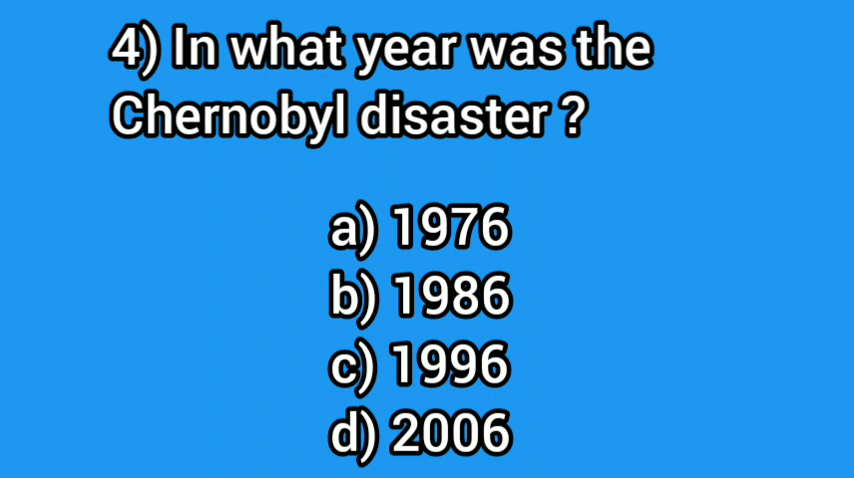 4) In what year was the
Chernobyl disaster ?
a) 1976
b) 1986
c) 1996
d) 2006